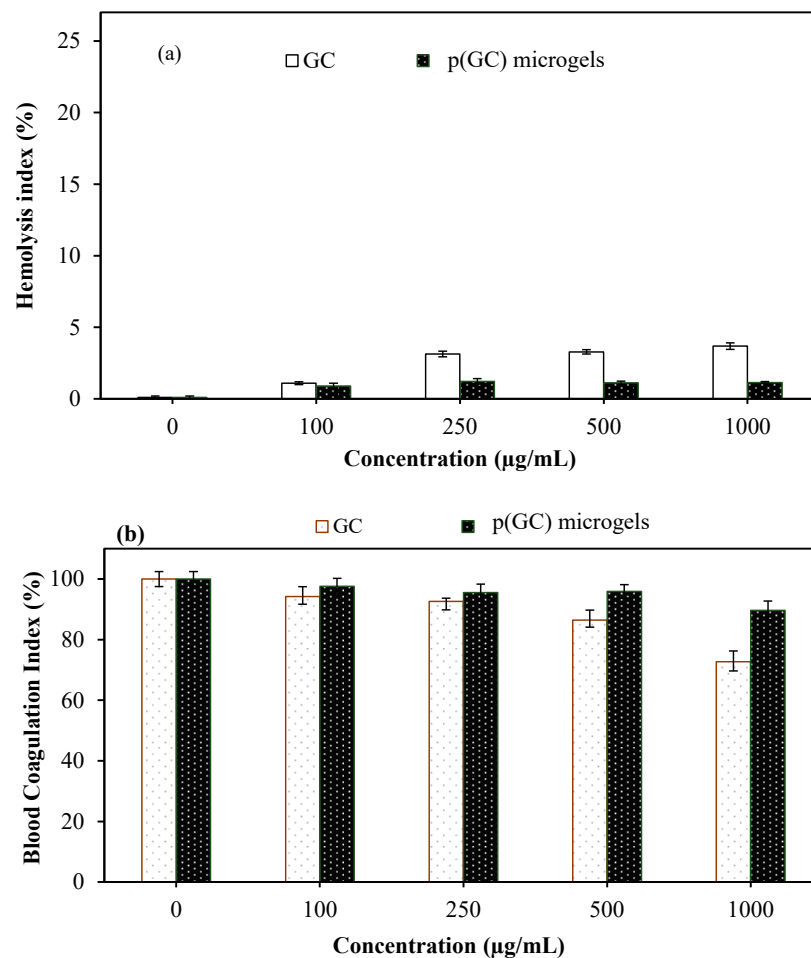 (a)
GC p(GC) microgels
Hemolysis index (%)
25
20
15
10
5
0
0 100 250 500 1000
Concentration (µg/mL)
(b)
GC p(GC) microgels
Blood Coagulation Index (%)
100
80
60
40
20
0
0 100 250 500 1000
Concentration (µg/mL)